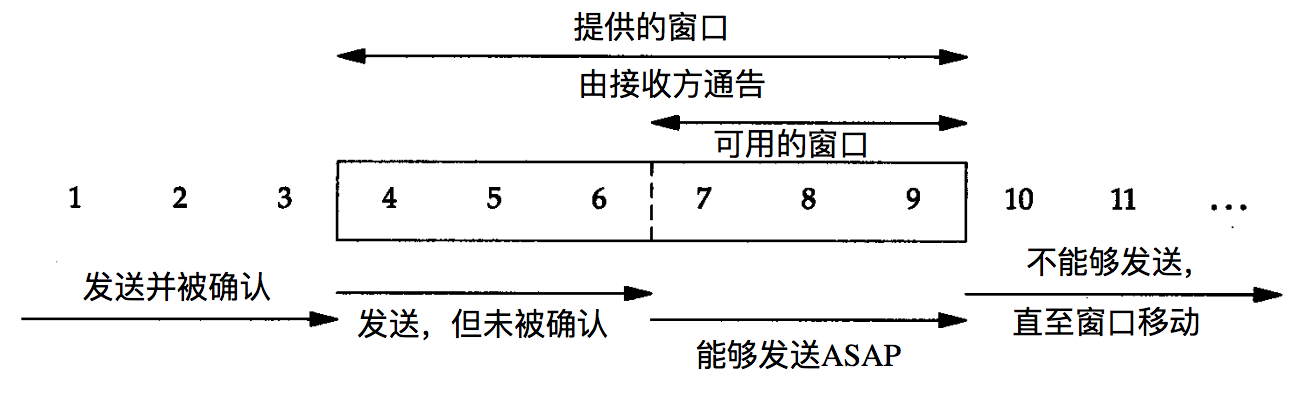 提供的窗口
由接收方通告
可用的窗口
1 2 3 4 5 6 7 8 9 10 11 ...
发送并被确认
发送，但未被确认
能够发送ASAP
不能够发送，
直至窗口移动